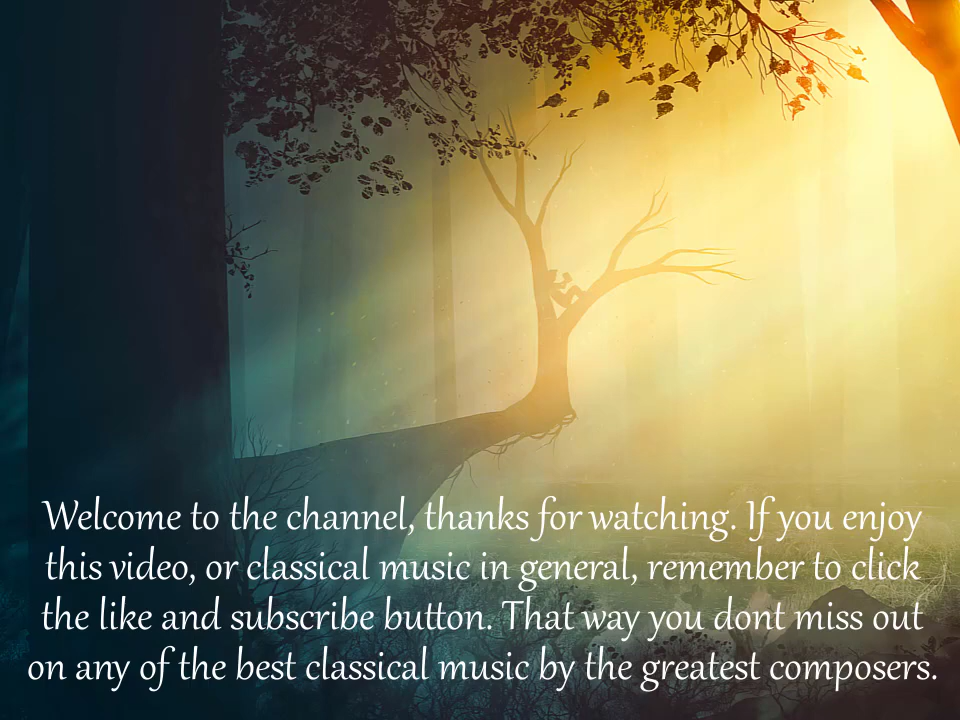 Welcome to the channel, thanks for watching. If you enjoy
this video, or classical music in general, remember to click
the like and subscribe button. That way you dont miss out
on any of the best classical music by the greatest composers.